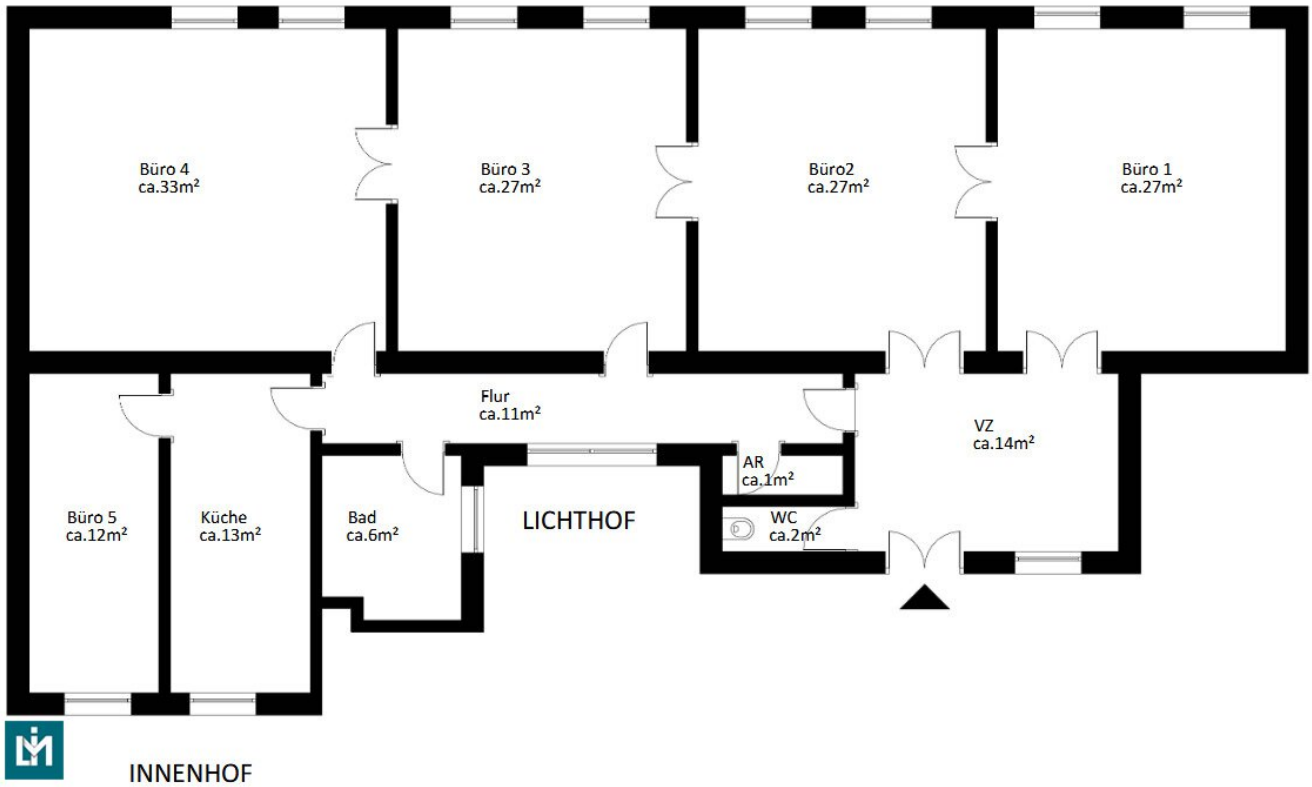 Büro 4
ca.33m²
Büro 3
ca.27m²
Büro2
ca.27m²
Büro 1
ca.27m²
Flur
ca.11m²
VZ
ca.14m²
AR
ca.1m²
Büro 5
ca.12m²
Küche
ca.13m²
Bad
ca.6m²
LICHTHOF
WC
ca.2m²
LIM
INNENHOF